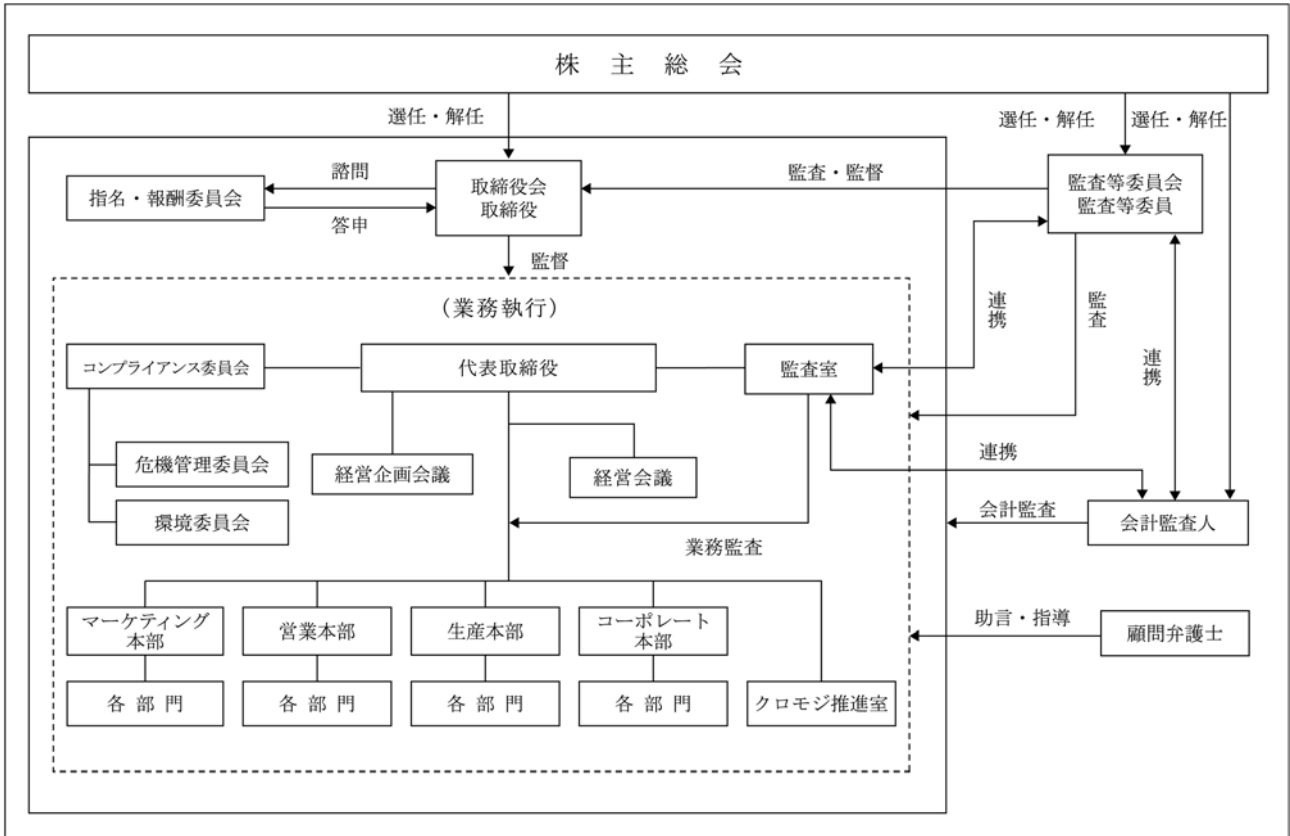 株主総会
選任・解任
選任・解任
選任・解任
諮問
指名・報酬委員会
答申
取締役会
取締役
監査・監督
監査等委員会
監査等委員
監督
(業務執行)
連携
監査
連携
コンプライアンス委員会
代表取締役
監査室
危機管理委員会
経営企画会議
経営会議
連携
環境委員会
会計監査
会計監査人
業務監査
マーケティング
本部
営業本部
生産本部
コーポレート
本部
助言・指導
顧問弁護士
各部門
各部門
各部門
各部門
クロモジ推進室